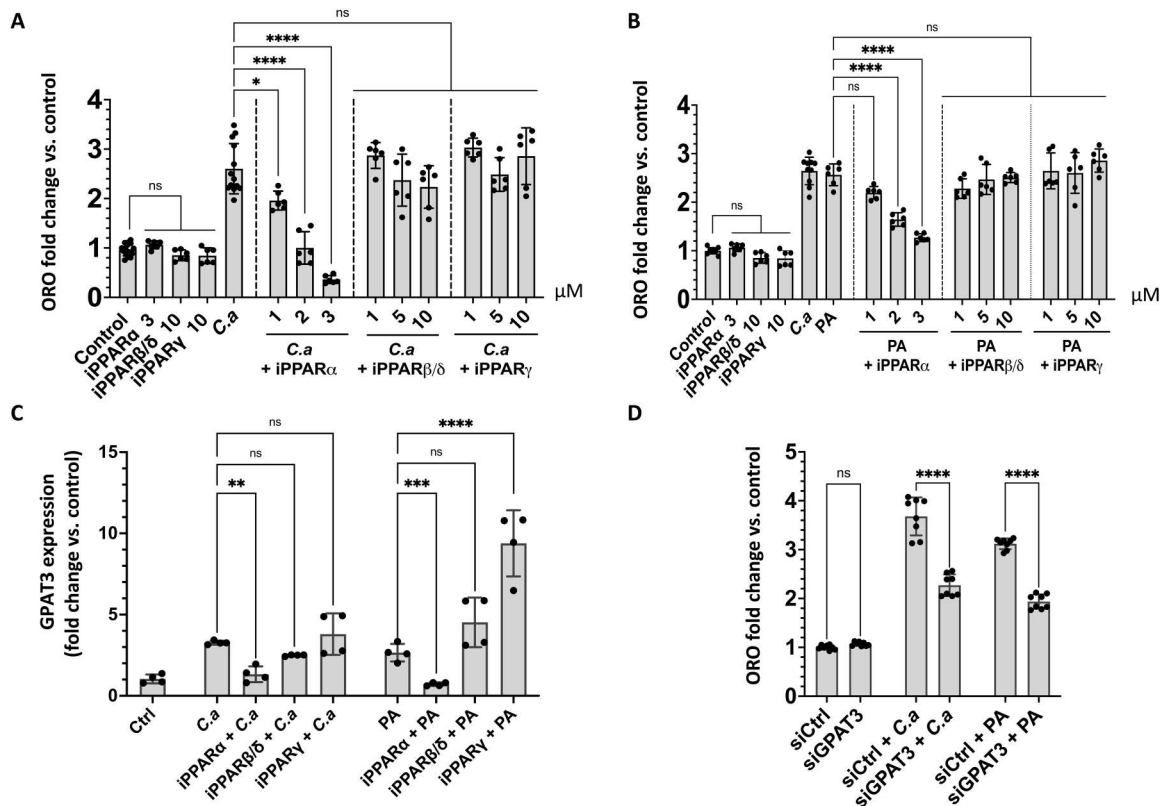 A
ns
****
****
*
ns
ORO fold change vs. control
4
3
2
1
0
μM
Control
iPPARα 3
iPPARβ/δ 10
iPPARγ 10
C.a
1 2 3
1 5 10
1 5 10
C.a
+ iPPARα
C.a
+ iPPARβ/δ
C.a
+ iPPARγ
B
ns
****
****
ns
ns
ORO fold change vs. control
4
3
2
1
0
μM
Control
iPPARα 3
iPPARβ/δ 10
iPPARγ 10
C.a
PA
1 2 3
1 5 10
1 5 10
PA
+ iPPARα
PA
+ iPPARβ/δ
PA
+ iPPARγ
C
ns
ns
**
****
ns
***
GPAT3 expression
(fold change vs. control)
15
10
5
0
Ctrl
C.a
iPPARα + C.a
iPPARβ/δ + C.a
iPPARγ + C.a
PA
iPPARα + PA
iPPARβ/δ + PA
iPPARγ + PA
D
ns
****
****
ORO fold change vs. control
5
4
3
2
1
0
siCtrl
siGPAT3
siCtrl + C.a
siGPAT3 + C.a
siCtrl + PA
siGPAT3 + PA